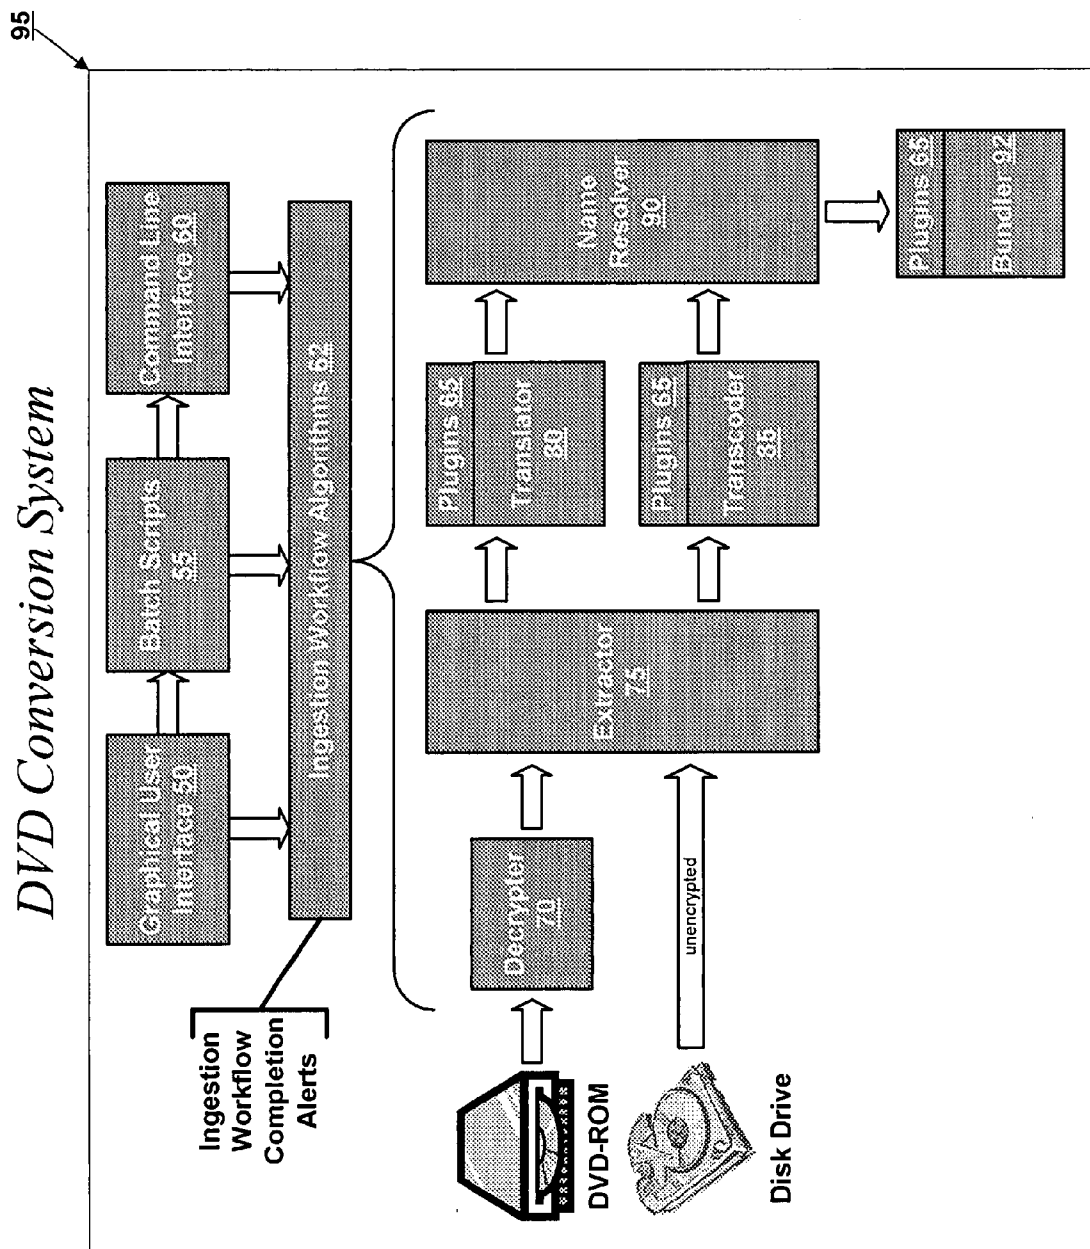 95
DVD Conversion System
Graphical User
Interface 50
Batch Scripts
55
Command Line
Interface 60
Ingestion Workflow Algorithms 62
Ingestion
Workflow
Completion
Alerts
DVD-ROM
Disk Drive
Decrypter
70
unencrypted
Extractor
75
Plugins 65
Translator
80
Plugins 65
Transcoder
85
Name
Resolver
90
Plugins 65
Bundler 92